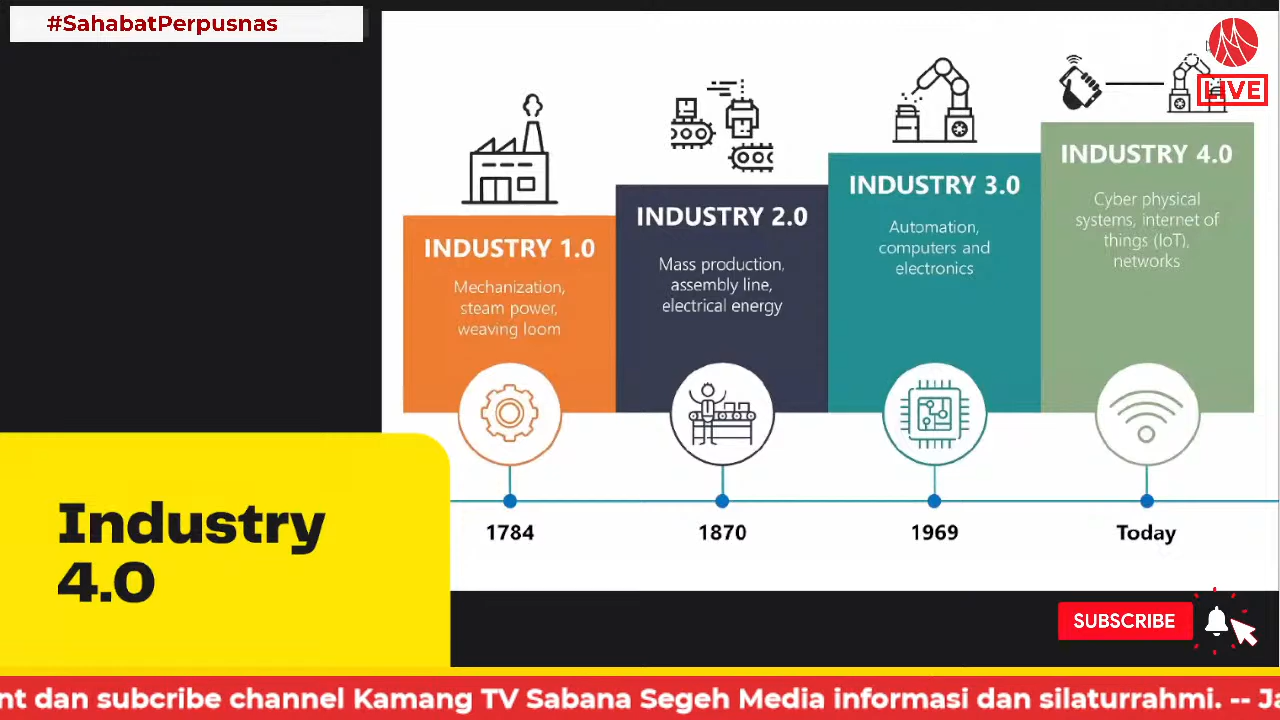 #SahabatPerpusnas
LIVE
INDUSTRY 1.0
Mechanization,
steam power,
weaving loom
INDUSTRY 2.0
Mass production,
assembly line,
electrical energy
INDUSTRY 3.0
Automation,
computers and
electronics
INDUSTRY 4.0
Cyber physical
systems, internet of
things (IoT),
networks
1784
1870
1969
Today
Industry
4.0
SUBSCRIBE
nt dan subcribe channel Kamang TV Sabana Segeh Media informasi dan silaturrahmi. -- Ja